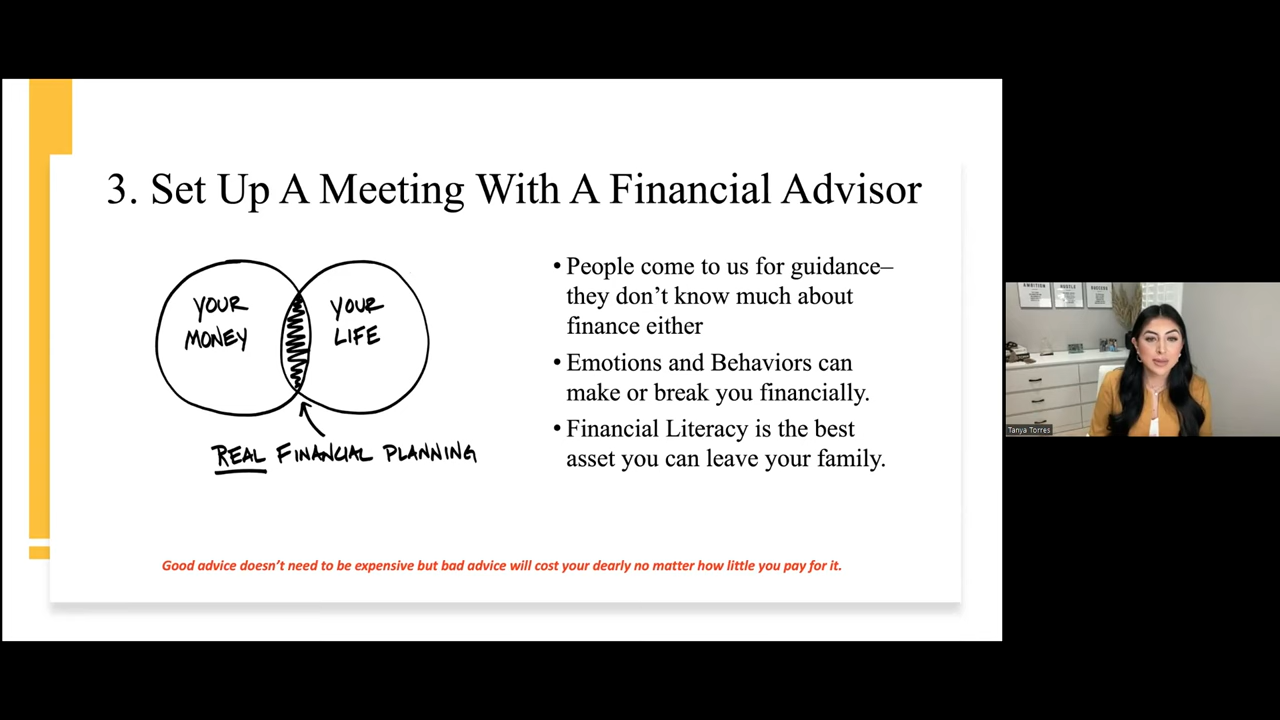 3. Set Up A Meeting With A Financial Advisor
YOUR
MONEY
YOUR
LIFE
REAL FINANCIAL PLANNING
• People come to us for guidance–
they don’t know much about
finance either
• Emotions and Behaviors can
make or break you financially.
• Financial Literacy is the best
asset you can leave your family.
Good advice doesn’t need to be expensive but bad advice will cost your dearly no matter how little you pay for it.
AMBITION
HUSTLE
SUCCESS
Tanya Torres